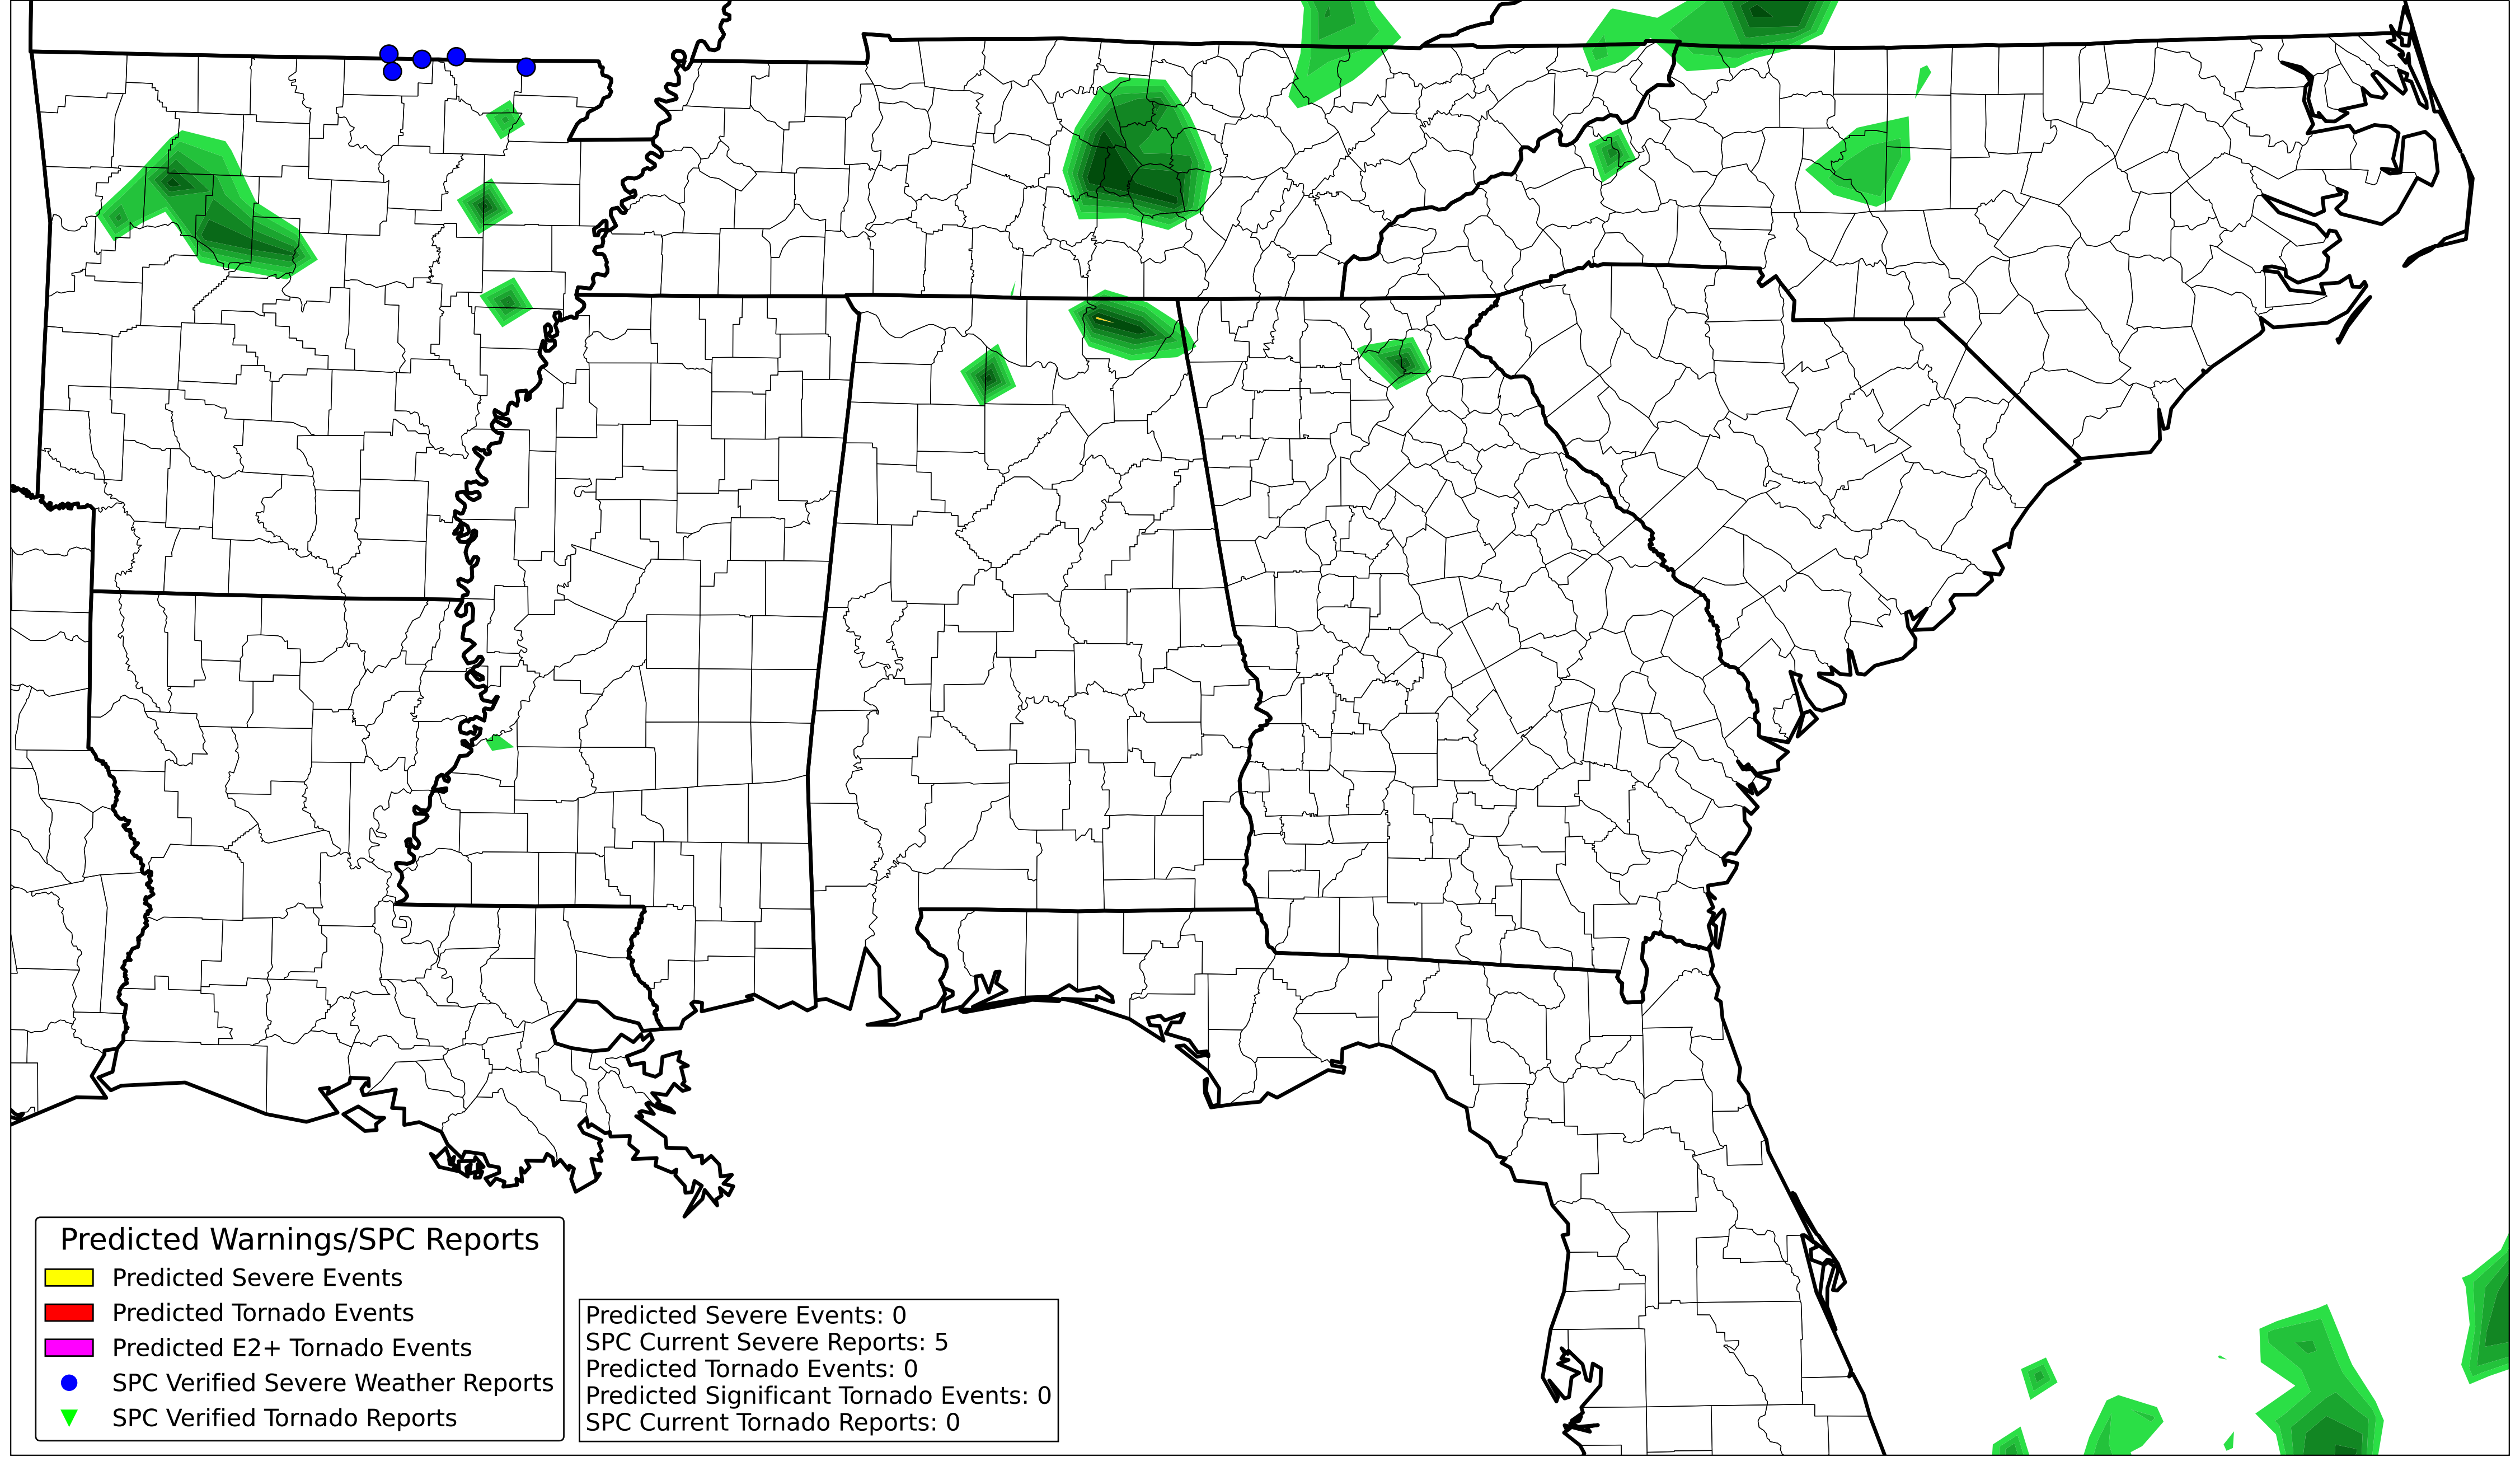 Predicted Warnings/SPC Reports
Predicted Severe Events
Predicted Tornado Events
Predicted E2+ Tornado Events
SPC Verified Severe Weather Reports
SPC Verified Tornado Reports
Predicted Severe Events: 0
SPC Current Severe Reports: 5
Predicted Tornado Events: 0
Predicted Significant Tornado Events: 0
SPC Current Tornado Reports: 0